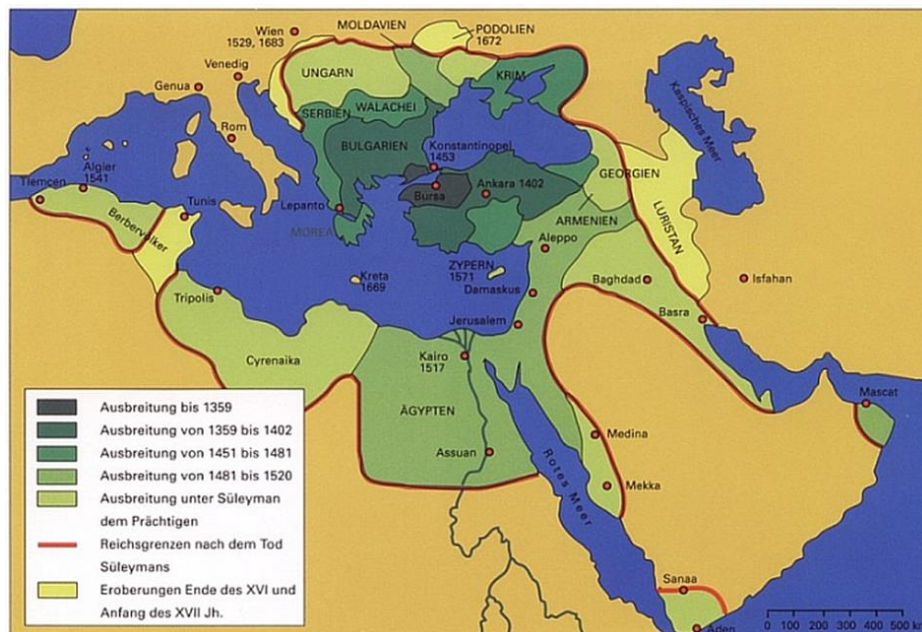 MOLDAVIEN
PODOLIEN
1672
Wien
1529, 1683
UNGARN
KRIM
Venedig
Genua
SERBIEN
WALACHEI
Kaspisches Meer
Rom
BULGARIEN
Konstantinopel
1453
GEORGIEN
Algier
1541
Tlemcen
Bursa
Ankara 1402
LURISTAN
Tunis
Lepanto
ARMENIEN
Berbervölker
MOREA
Aleppo
Kreta
1669
ZYPERN
1571
Baghdad
Isfahan
Damaskus
Tripolis
Basra
Jerusalem
Cyrenaika
Kairo
1517
Mascat
ÄGYPTEN
Medina
Assuan
Mekka
Rotes Meer
Sanaa
Aden
0 100 200 300 400 500 km
Ausbreitung bis 1359
Ausbreitung von 1359 bis 1402
Ausbreitung von 1451 bis 1481
Ausbreitung von 1481 bis 1520
Ausbreitung unter Süleyman
dem Prächtigen
Reichsgrenzen nach dem Tod
Süleymans
Eroberungen Ende des XVI und
Anfang des XVII Jh.